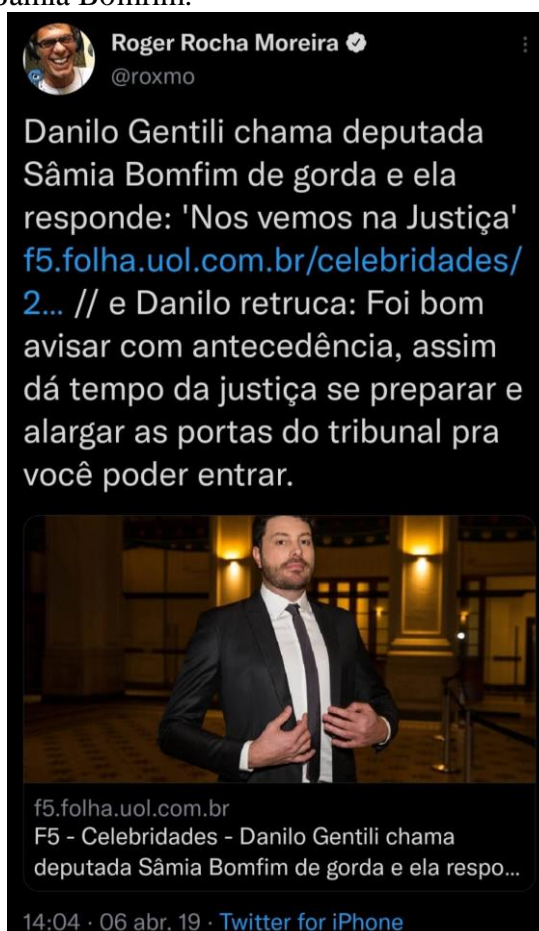 Sâmia Bomfim.
Roger Rocha Moreira
@roxmo
Danilo Gentili chama deputada
Sâmia Bomfim de gorda e ela
responde: 'Nos vemos na Justiça'
f5.folha.uol.com.br/celebridades/
2... // e Danilo retruca: Foi bom
avisar com antecedência, assim
dá tempo da justiça se preparar e
alargar as portas do tribunal pra
você poder entrar.
f5.folha.uol.com.br
F5 - Celebridades - Danilo Gentili chama
deputada Sâmia Bomfim de gorda e ela respo...
14:04 · 06 abr. 19 · Twitter for iPhone